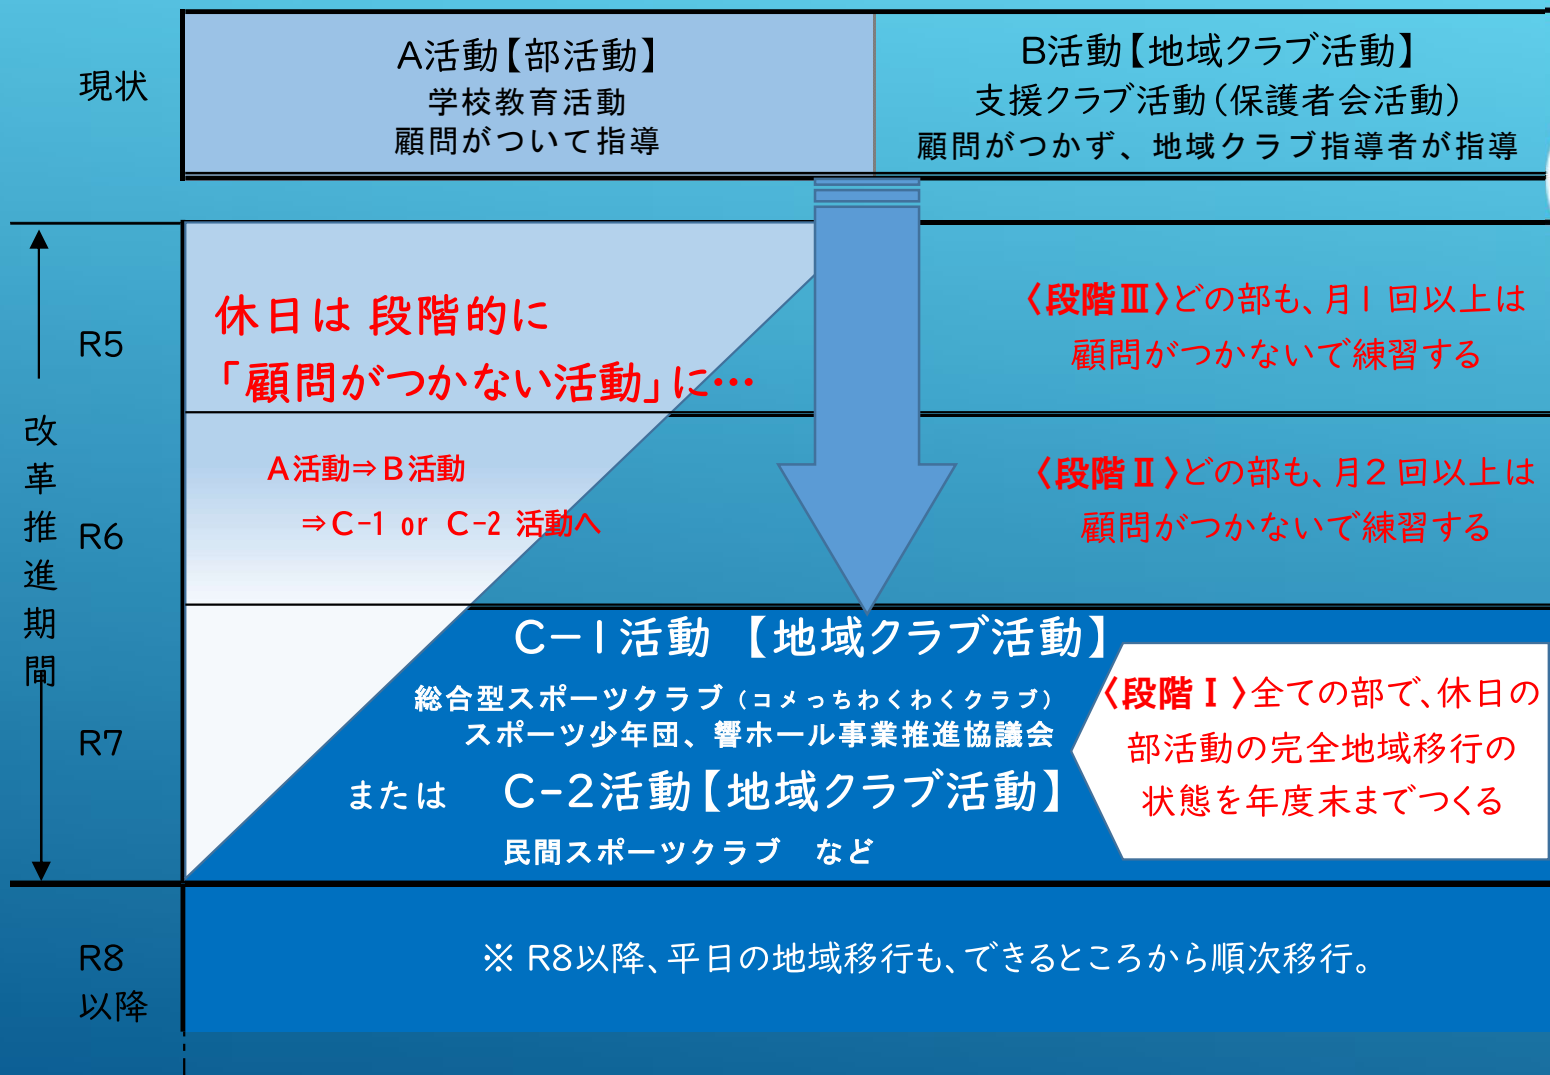 現状
A活動【部活動】
学校教育活動
顧問がついて指導
B活動【地域クラブ活動】
支援クラブ活動(保護者会活動)
顧問がつかず、地域クラブ指導者が指導
改革推進期間
R5
休日は 段階的に
「顧問がつかない活動」に…
〈段階Ⅲ〉どの部も、月1回以上は
顧問がつかないで練習する
R6
A活動⇒B活動
⇒C-1 or C-2 活動へ
〈段階Ⅱ〉どの部も、月2回以上は
顧問がつかないで練習する
R7
C-1活動 【地域クラブ活動】
総合型スポーツクラブ(コメっちわくわくクラブ)
スポーツ少年団、響ホール事業推進協議会
または C-2活動【地域クラブ活動】
民間スポーツクラブ など
〈段階Ⅰ〉全ての部で、休日の
部活動の完全地域移行の
状態を年度末までつくる
R8
以降
※ R8以降、平日の地域移行も、できるところから順次移行。